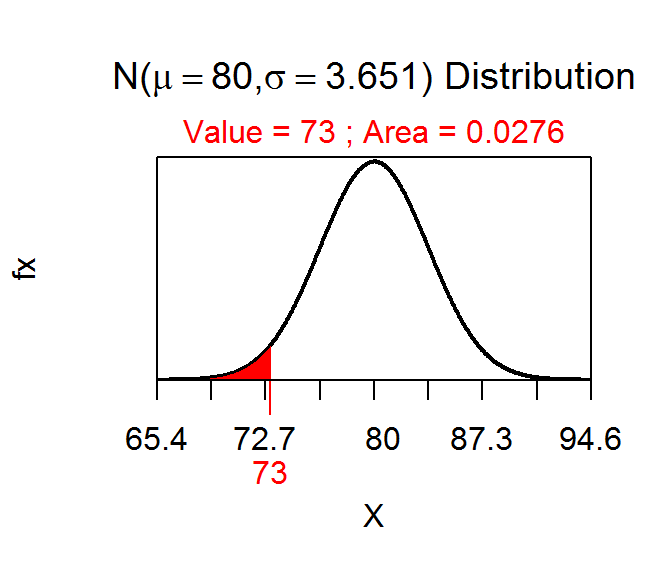 N(μ = 80,σ = 3.651) Distribution
Value = 73 ; Area = 0.0276
fx
65.4 72.7 80 87.3 94.6
73
X